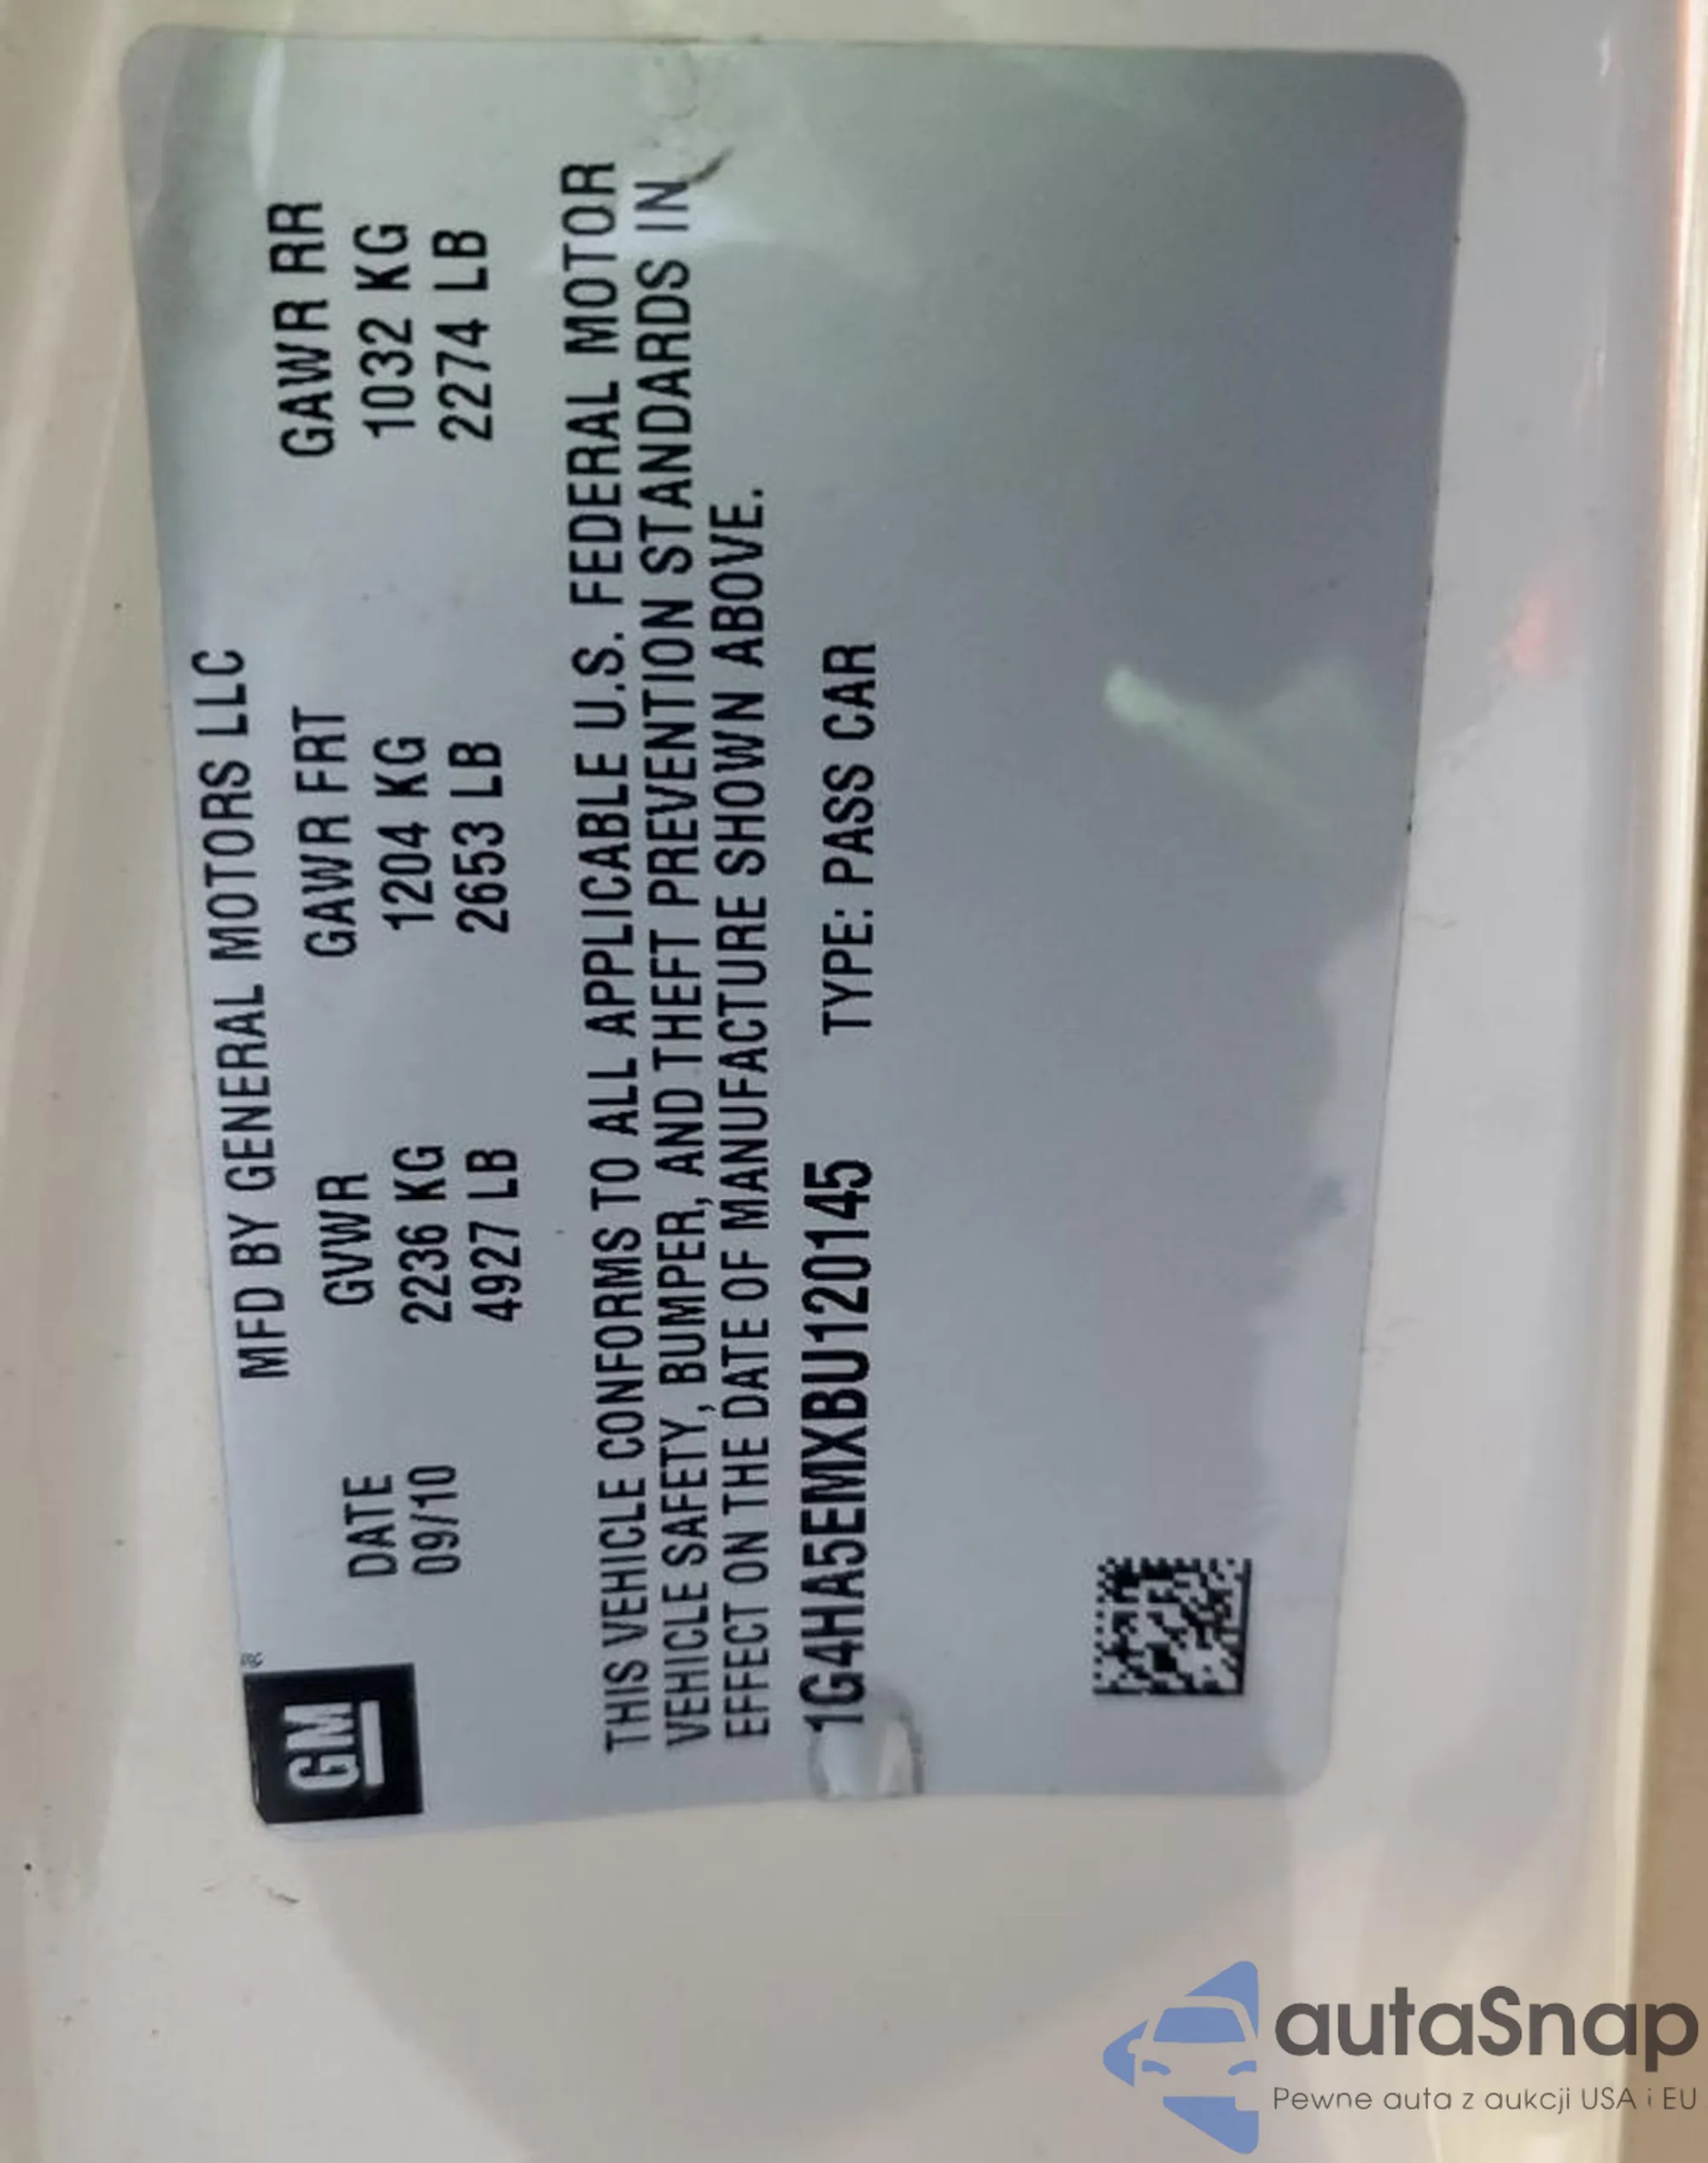 GM
MFD BY GENERAL MOTORS LLC
DATE GVWR GAWR FRT GAWR RR
09/10 2236 KG 1204 KG 1032 KG
4927 LB 2653 LB 2274 LB
THIS VEHICLE CONFORMS TO ALL APPLICABLE U.S. FEDERAL MOTOR
VEHICLE SAFETY, BUMPER, AND THEFT PREVENTION STANDARDS IN
EFFECT ON THE DATE OF MANUFACTURE SHOWN ABOVE.
1G4HA5EMXBU120145 TYPE: PASS CAR
autaSnap
Pewne auta z aukcji USA i EU